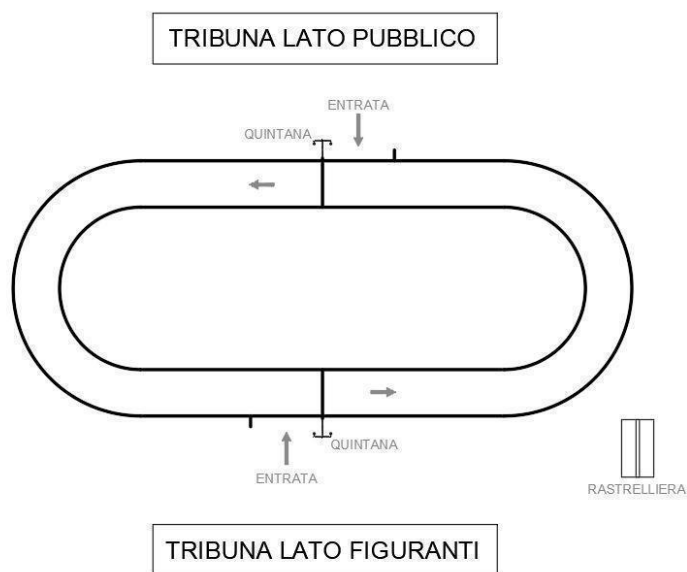 TRIBUNA LATO PUBBLICO
ENTRATA
QUINTANA
QUINTANA
ENTRATA
RASTRELLIERA
TRIBUNA LATO FIGURANTI